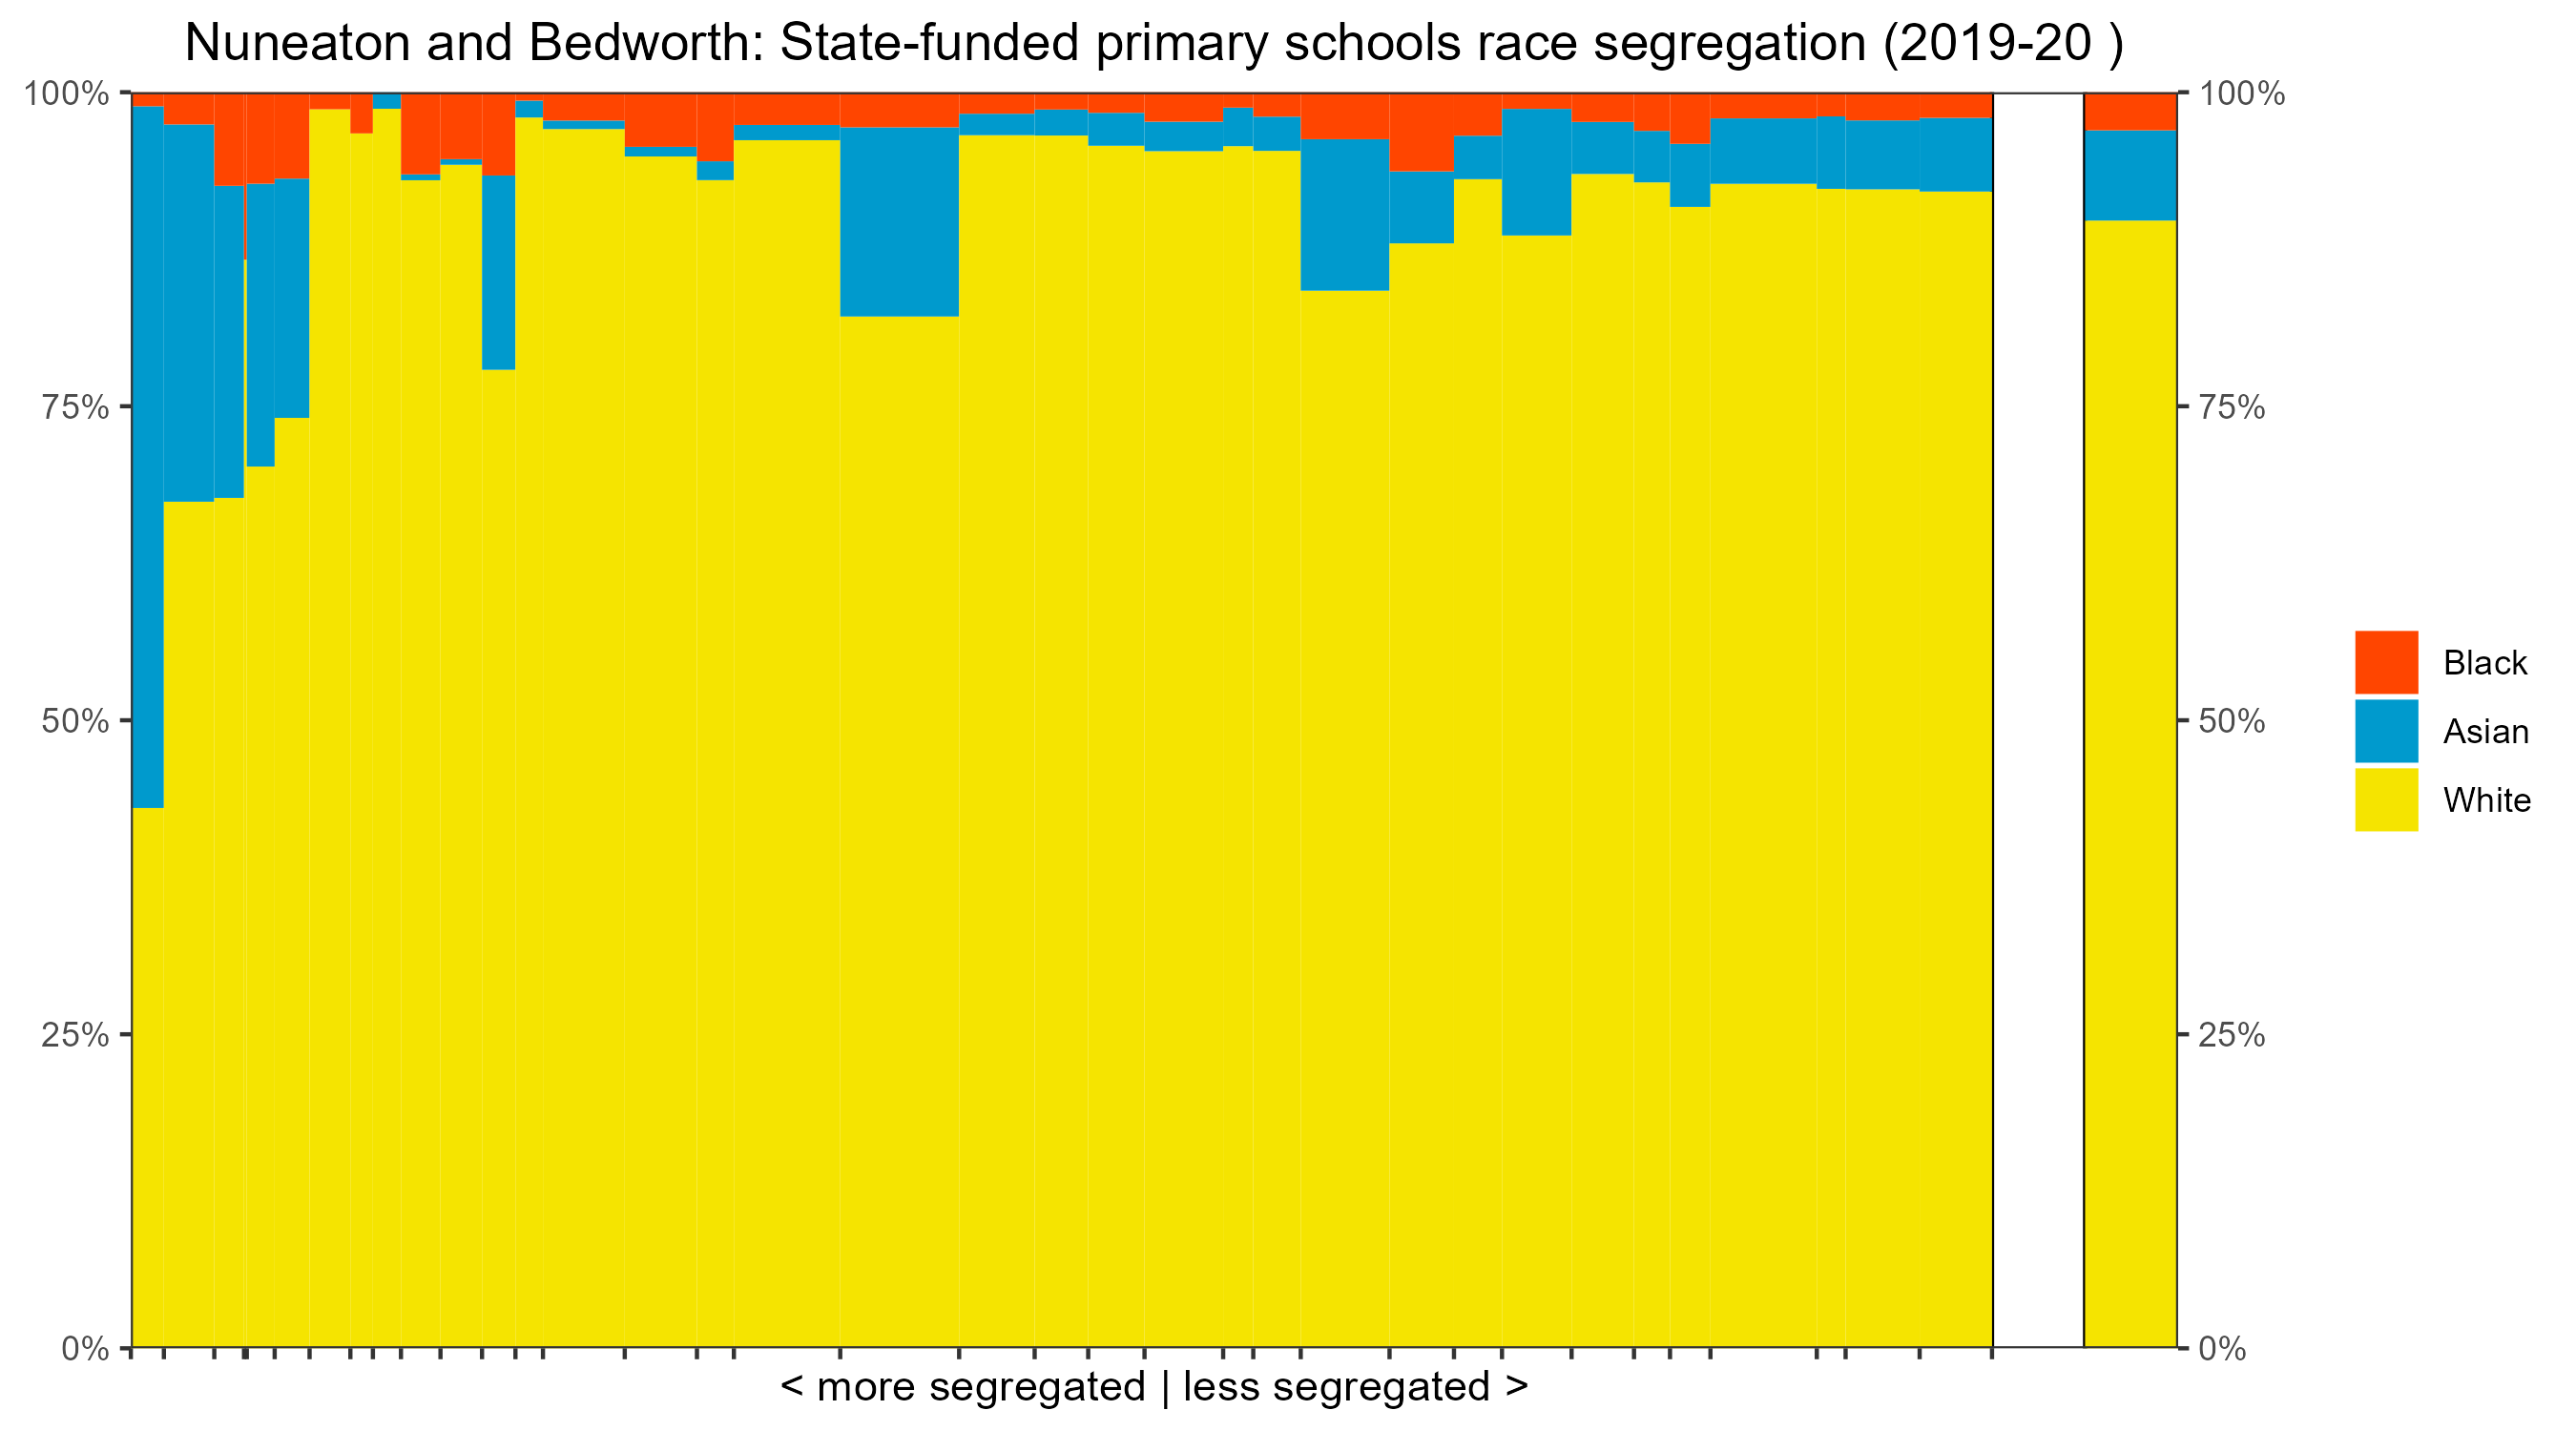 Nuneaton and Bedworth: State-funded primary schools race segregation (2019-20 )
100%
75%
50%
25%
0%
100%
75%
50%
25%
0%
Black
Asian
White
< more segregated | less segregated >